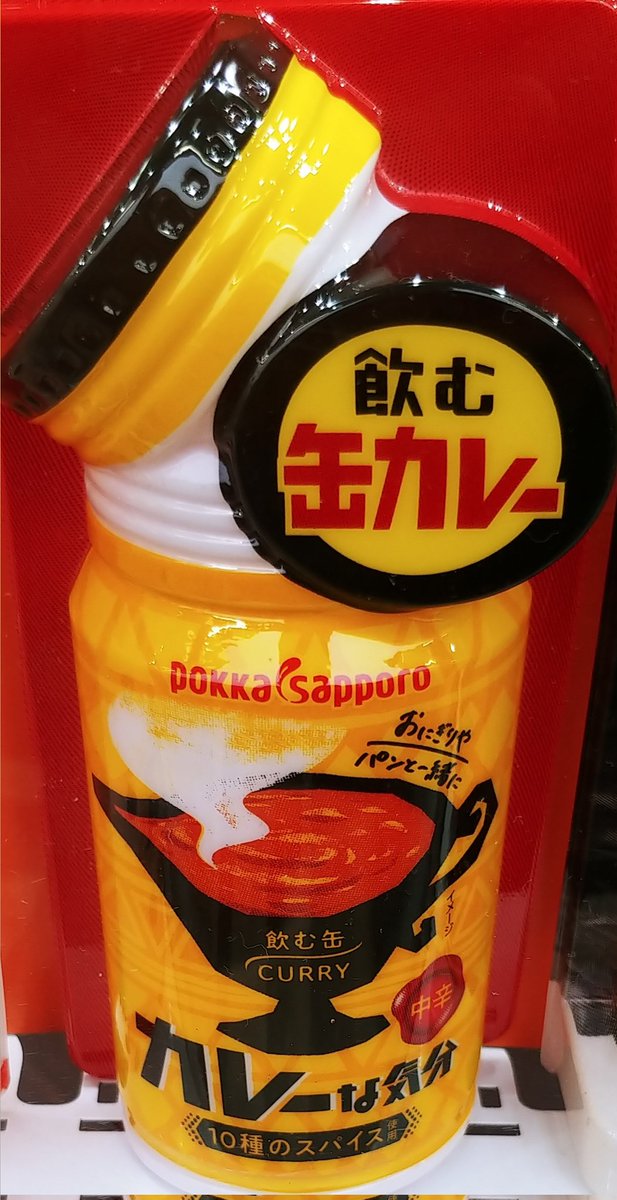 飲む
缶カレー
pokka sapporo
おにぎりや
パンと一緒に
イメージ
飲む缶
CURRY
中辛
カレーな気分
10種のスパイス使用